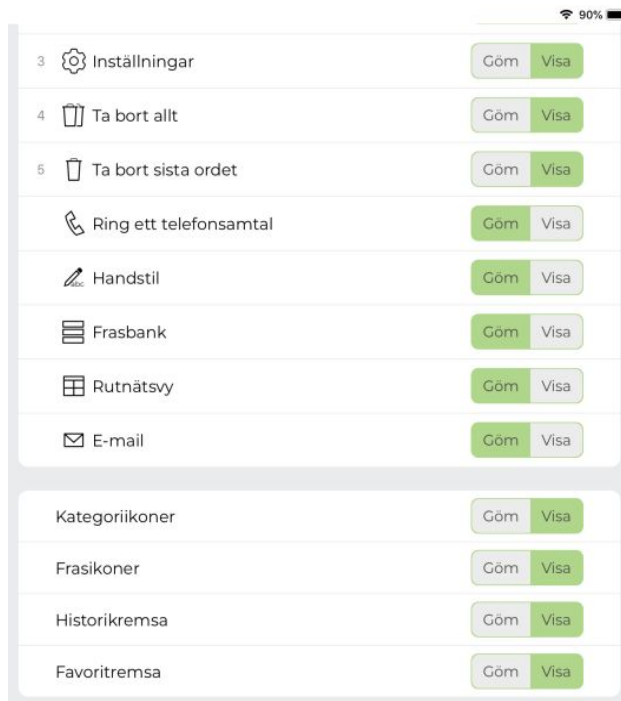 90%
3 Inställningar Göm Visa
4 Ta bort allt Göm Visa
5 Ta bort sista ordet Göm Visa
Ring ett telefonsamtal Göm Visa
abc Handstil Göm Visa
Frasbank Göm Visa
Rutnätsvy Göm Visa
E-mail Göm Visa
Kategoriikoner Göm Visa
Frasikoner Göm Visa
Historikremsa Göm Visa
Favoritremsa Göm Visa